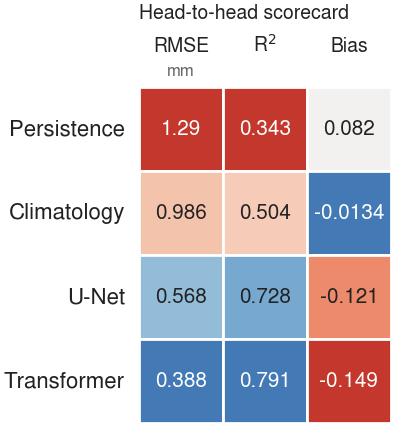 Head-to-head scorecard
RMSE R² Bias
mm
Persistence 1.29 0.343 0.082
Climatology 0.986 0.504 -0.0134
U-Net 0.568 0.728 -0.121
Transformer 0.388 0.791 -0.149